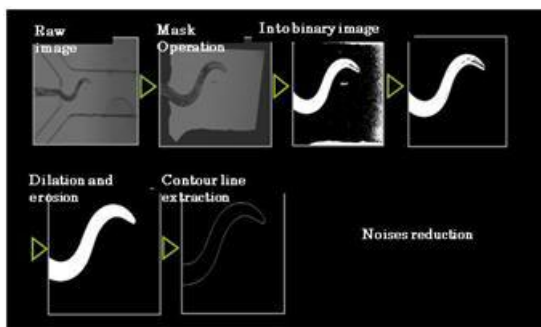 Raw
image
Mask
Operation
Into binary image
Dilation and
erosion
Contour line
extraction
Noises reduction